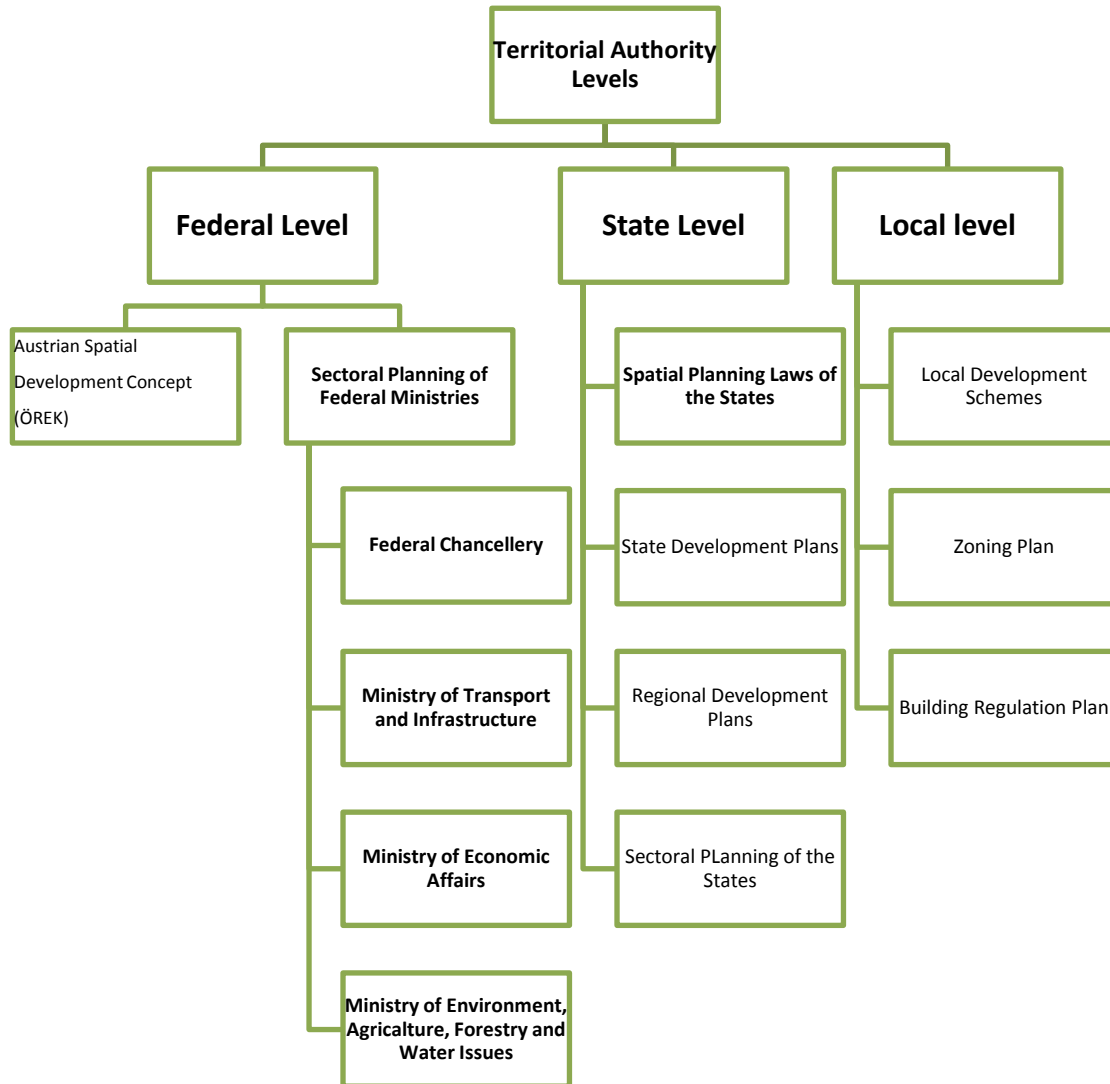 Territorial Authority
Levels
Federal Level
State Level
Local level
Austrian Spatial
Development Concept
(ÖREK)
Sectoral Planning of
Federal Ministries
Federal Chancellery
Ministry of Transport
and Infrastructure
Ministry of Economic
Affairs
Ministry of Environment,
Agricalture, Forestry and
Water Issues
Spatial Planning Laws of
the States
State Development Plans
Regional Development
Plans
Sectoral PLanning of the
States
Local Development
Schemes
Zoning Plan
Building Regulation Plan